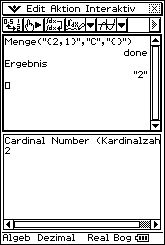 Edit Aktion Interaktiv
Menge("{2,1}","C","{}")
done
Ergebnis
"2"
Cardinal Number (Kardinalzah
2
Algeb Dezimal Real Bog